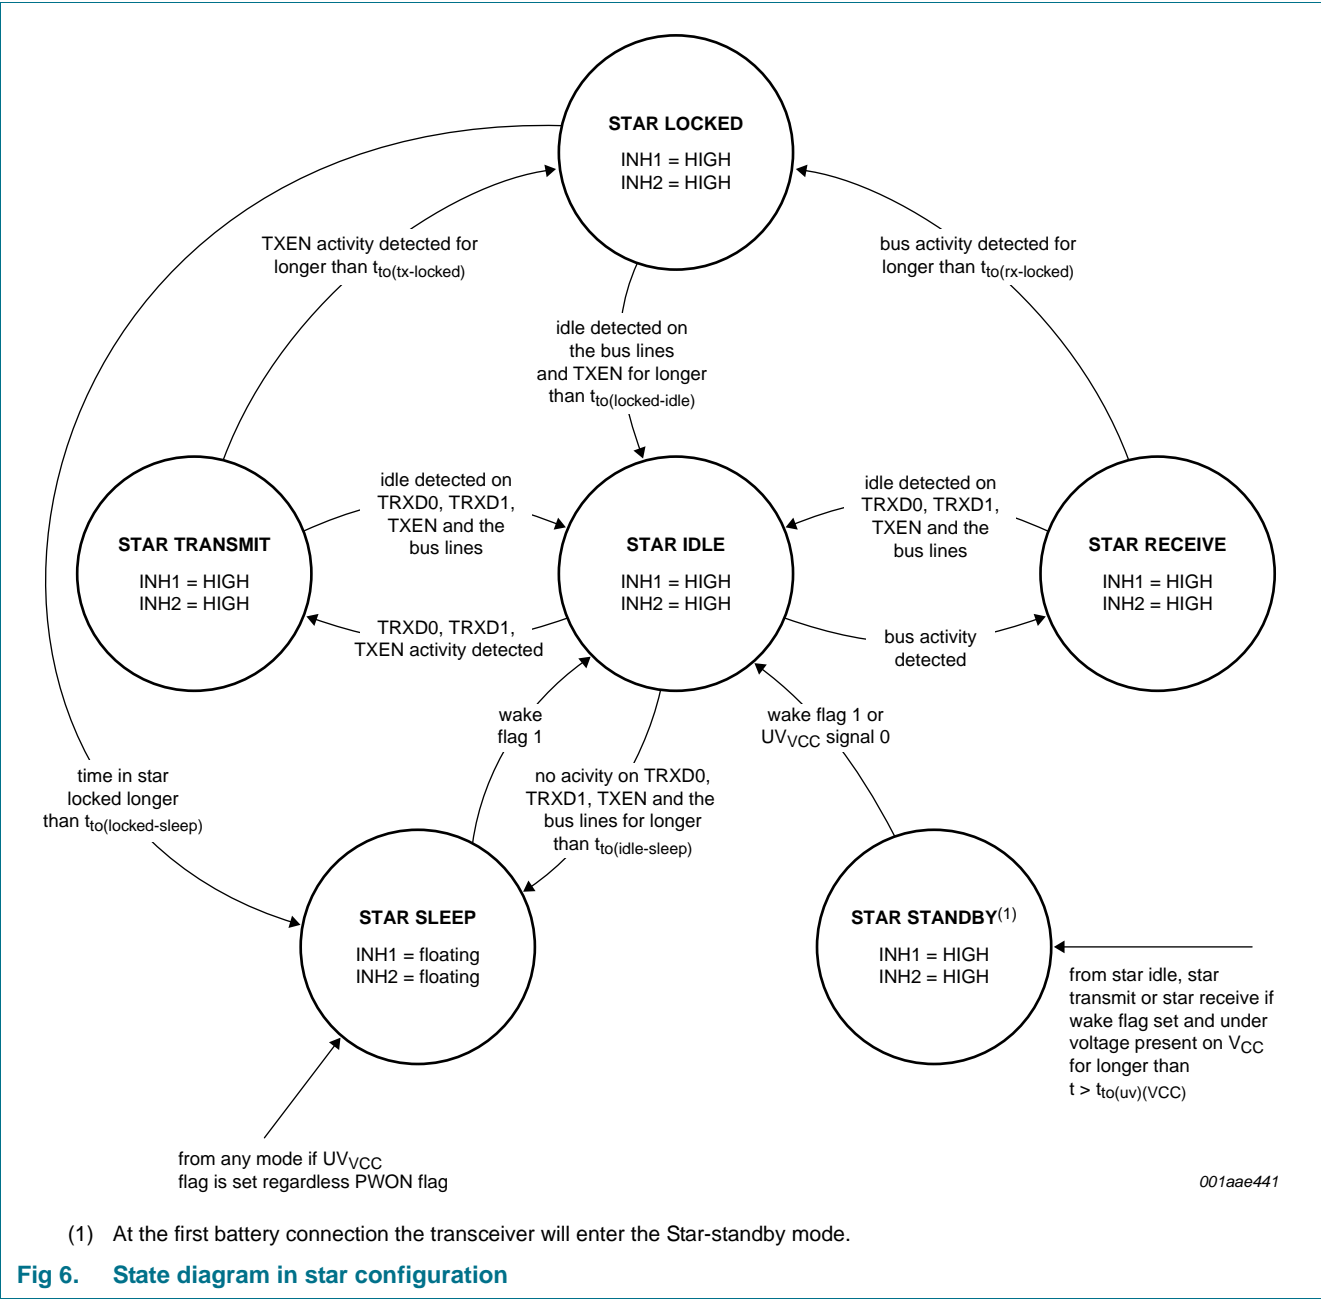 STAR LOCKED
INH1 = HIGH
INH2 = HIGH
TXEN activity detected for
longer than tto(tx-locked)
bus activity detected for
longer than tto(rx-locked)
idle detected on
the bus lines
and TXEN for longer
than tto(locked-idle)
idle detected on
TRXD0, TRXD1,
TXEN and the
bus lines
idle detected on
TRXD0, TRXD1,
TXEN and the
bus lines
STAR TRANSMIT
INH1 = HIGH
INH2 = HIGH
STAR IDLE
INH1 = HIGH
INH2 = HIGH
STAR RECEIVE
INH1 = HIGH
INH2 = HIGH
TRXD0, TRXD1,
TXEN activity detected
bus activity
detected
wake
flag 1
wake flag 1 or
UVVCC signal 0
time in star
locked longer
than tto(locked-sleep)
no acivity on TRXD0,
TRXD1, TXEN and the
bus lines for longer
than tto(idle-sleep)
STAR SLEEP
INH1 = floating
INH2 = floating
STAR STANDBY(1)
INH1 = HIGH
INH2 = HIGH
from star idle, star
transmit or star receive if
wake flag set and under
voltage present on VCC
for longer than
t > tto(uv)(VCC)
from any mode if UVVCC
flag is set regardless PWON flag
001aae441
(1) At the first battery connection the transceiver will enter the Star-standby mode.
Fig 6. State diagram in star configuration